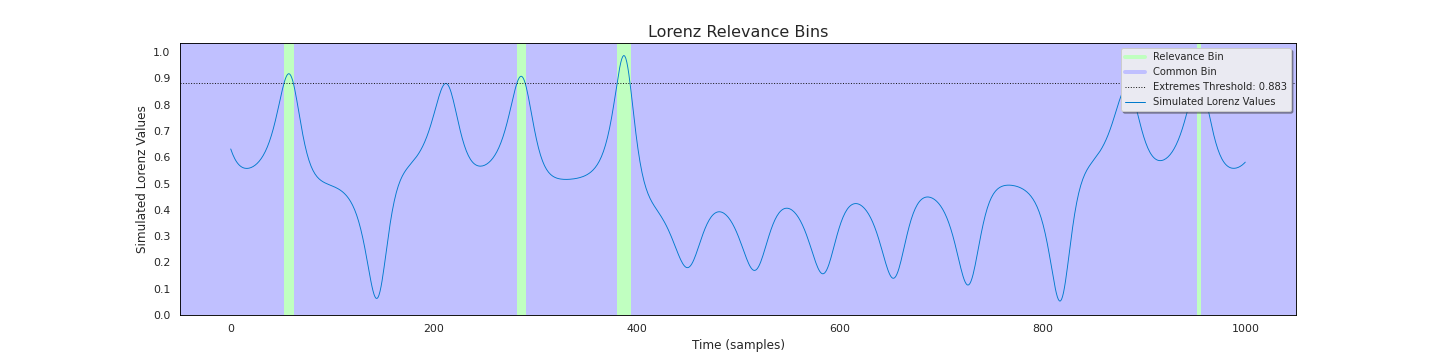 Lorenz Relevance Bins
Simulated Lorenz Values
1.0
0.9
0.8
0.7
0.6
0.5
0.4
0.3
0.2
0.1
0.0
Relevance Bin
Common Bin
Extremes Threshold: 0.883
Simulated Lorenz Values
0 200 400 600 800 1000
Time (samples)